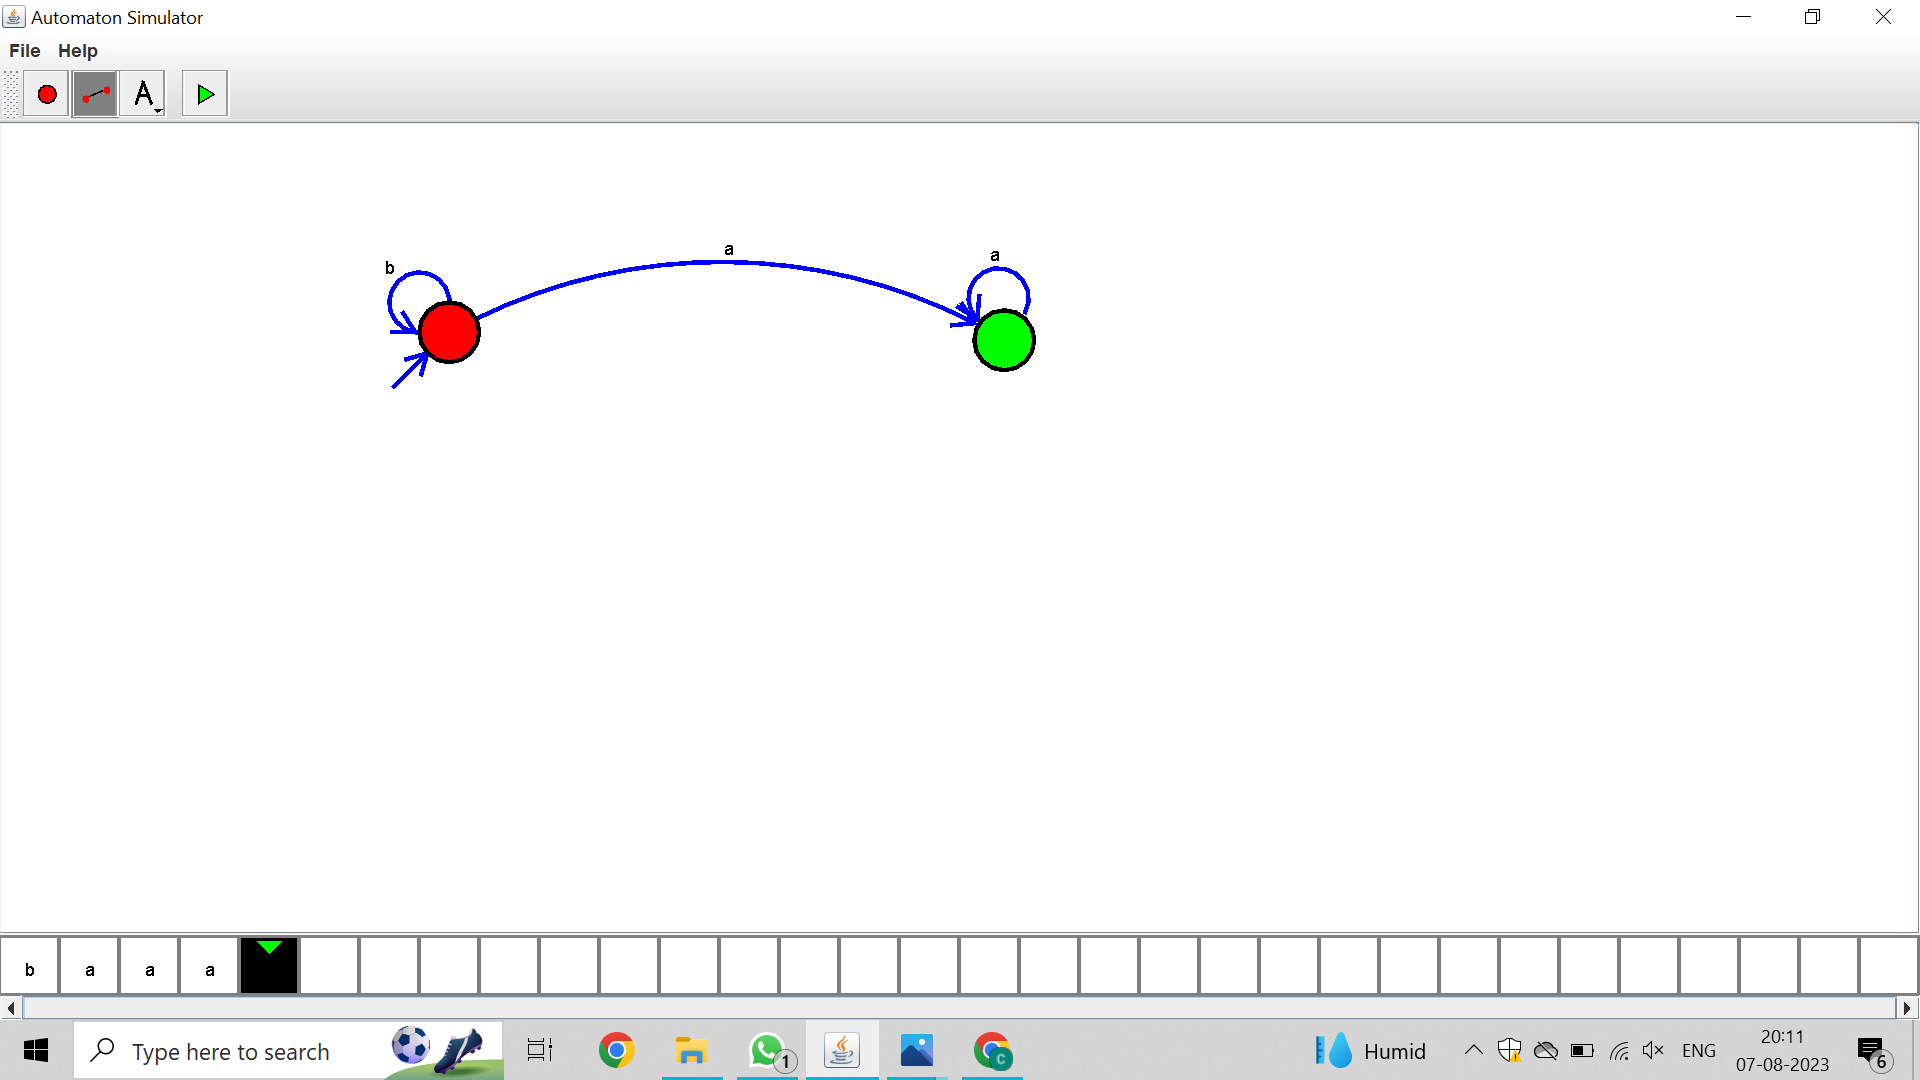 Automaton Simulator
File Help
A
a
a
b
b a a a
Type here to search
1
C
Humid
ENG
20:11
07-08-2023
6